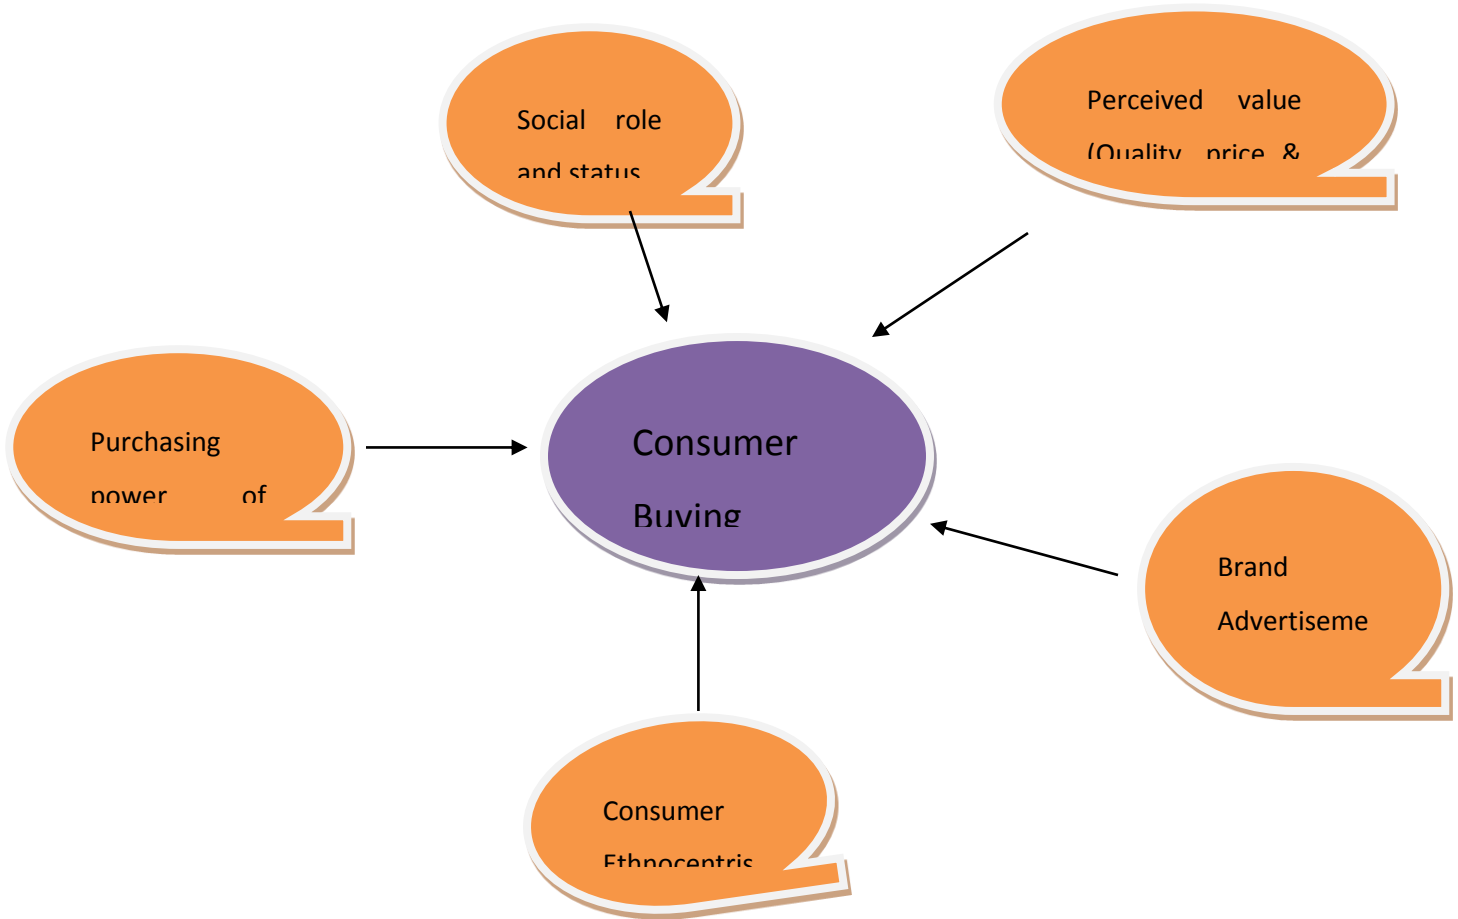 Social role
and status
Perceived value
(Quality, price &
Purchasing
power of
Consumer
Buying
Brand
Advertiseme
Consumer
Ethnocentris